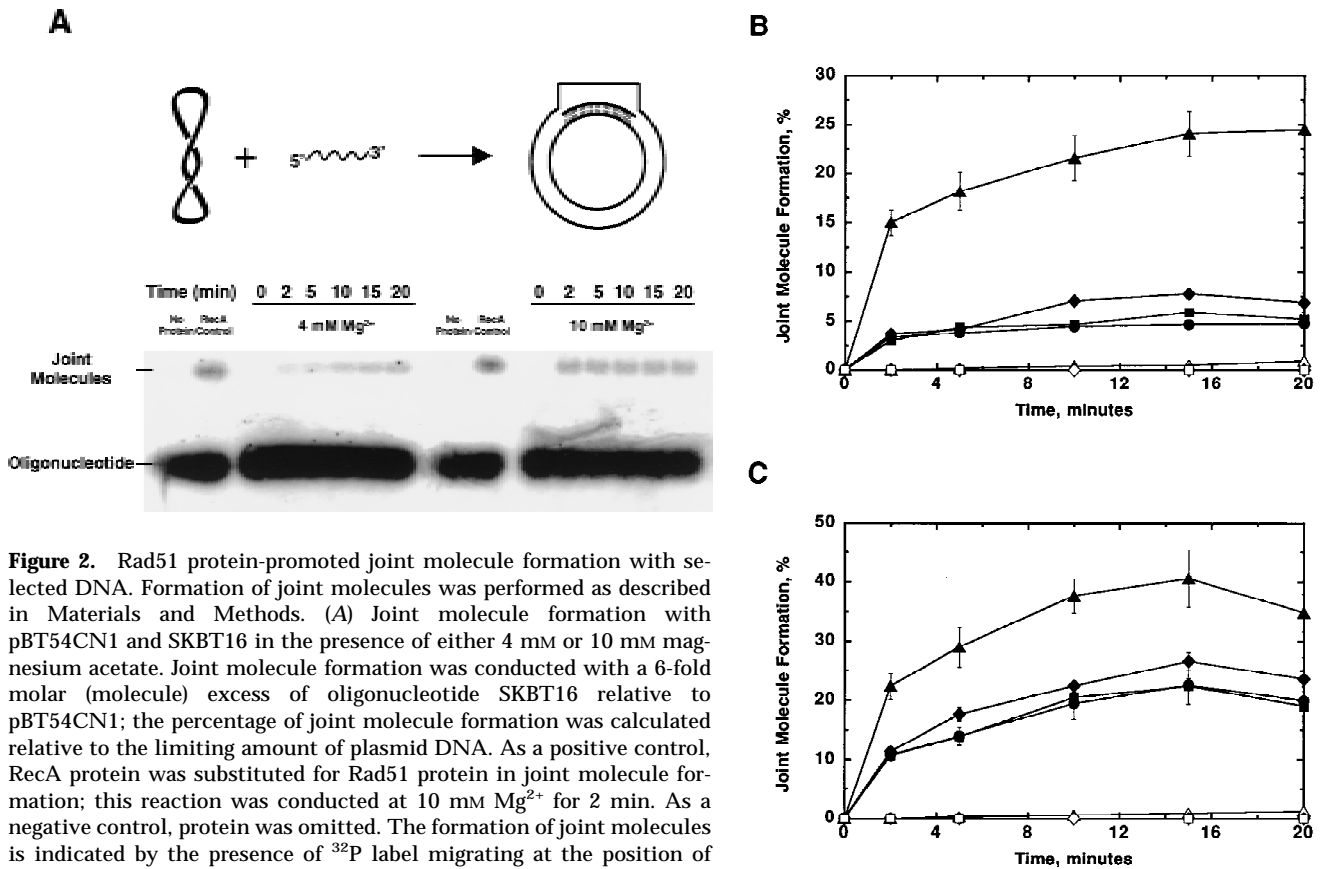 A
5' 3'
+
Time (min) 0 2 5 10 15 20 0 2 5 10 15 20
No Protein RecA Control 4 mM Mg²⁺ No Protein RecA Control 10 mM Mg²⁺
Joint
Molecules
Oligonucleotide
Figure 2. Rad51 protein-promoted joint molecule formation with se-
lected DNA. Formation of joint molecules was performed as described
in Materials and Methods. (A) Joint molecule formation with
pBT54CN1 and SKBT16 in the presence of either 4 mM or 10 mM mag-
nesium acetate. Joint molecule formation was conducted with a 6-fold
molar (molecule) excess of oligonucleotide SKBT16 relative to
pBT54CN1; the percentage of joint molecule formation was calculated
relative to the limiting amount of plasmid DNA. As a positive control,
RecA protein was substituted for Rad51 protein in joint molecule for-
mation; this reaction was conducted at 10 mM Mg²⁺ for 2 min. As a
negative control, protein was omitted. The formation of joint molecules
is indicated by the presence of ³²P label migrating at the position of
B
Joint Molecule Formation, %
30
25
20
15
10
5
0
0 4 8 12 16 20
Time, minutes
C
Joint Molecule Formation, %
50
40
30
20
10
0
0 4 8 12 16 20
Time, minutes